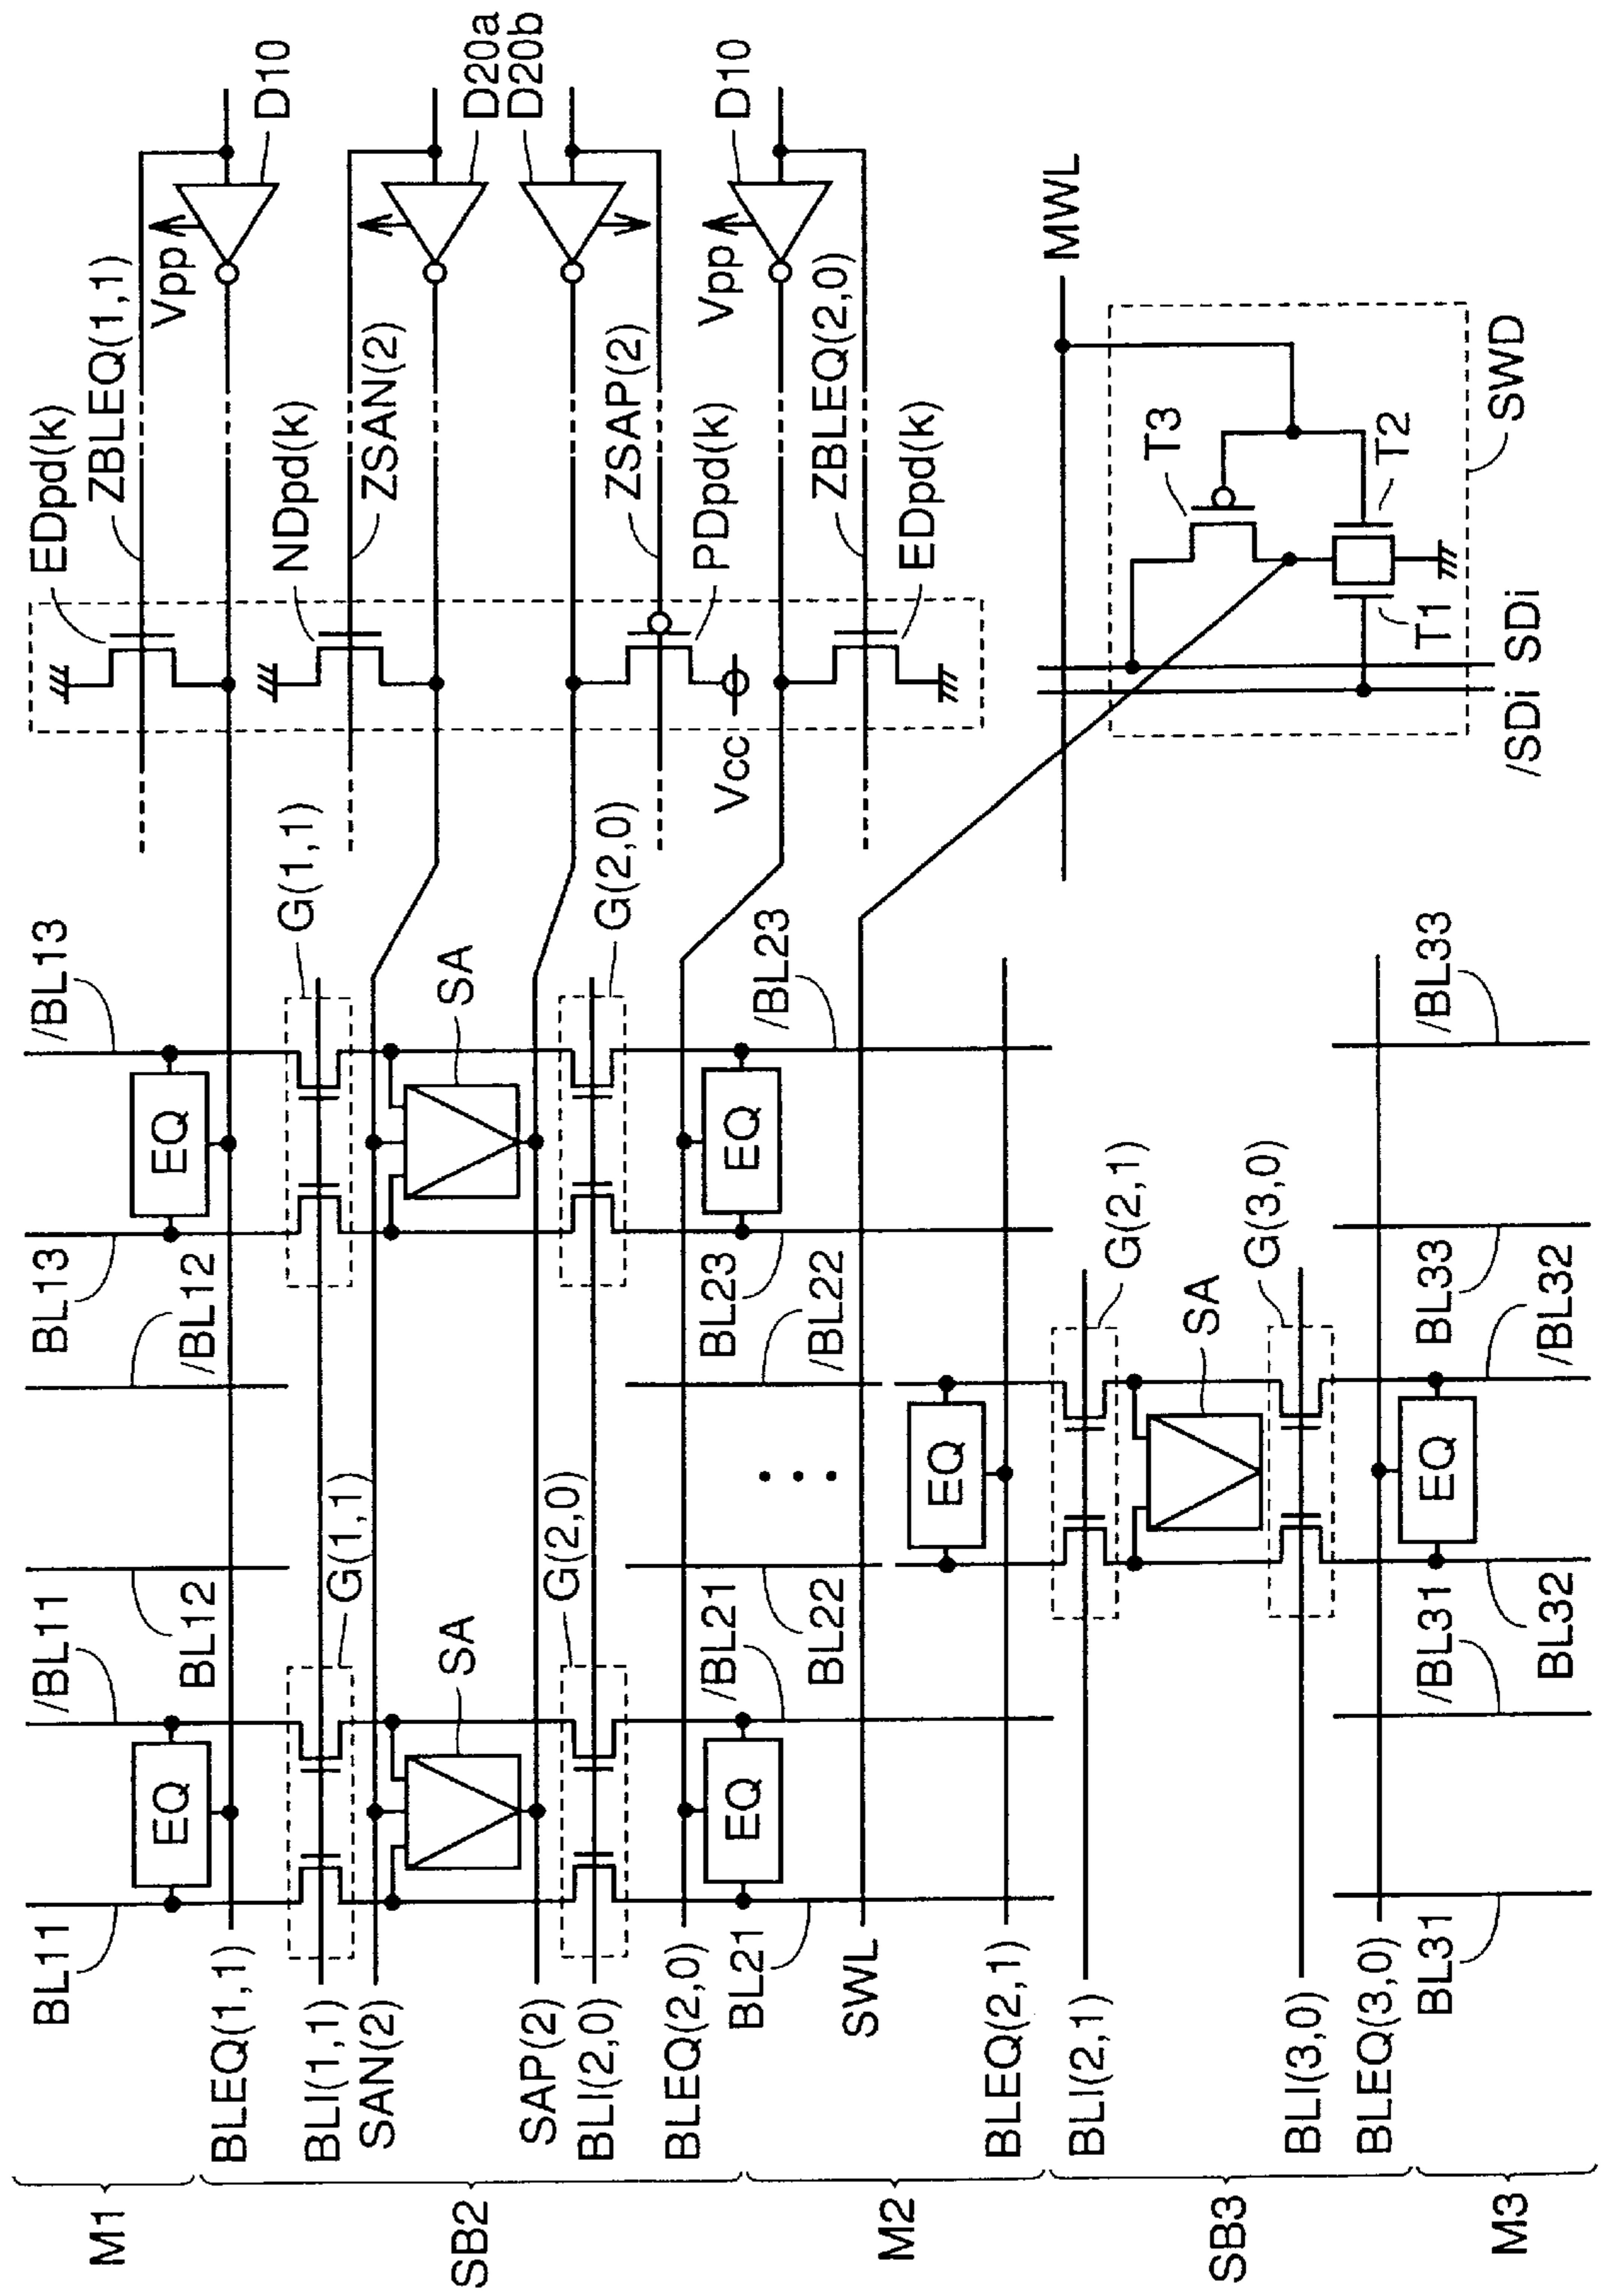 M1
SB2
M2
SB3
M3
BLEQ(1,1)
BLI(1,1)
SAN(2)
SAP(2)
BLI(2,0)
BLEQ(2,0)
SWL
BLEQ(2,1)
BLI(2,1)
BLI(3,0)
BLEQ(3,0)
BL11
EQ
/BL11
BL12
/BL12
BL13
EQ
/BL13
G(1,1)
G(1,1)
SA
SA
G(2,0)
G(2,0)
BL21
EQ
/BL21
BL22
/BL22
BL23
EQ
/BL23
EQ
G(2,1)
SA
G(3,0)
EQ
BL31
/BL31
BL32
/BL32
BL33
/BL33
EDpd(k)
ZBLEQ(1,1)
Vpp
D10
NDpd(k)
ZSAN(2)
D20a
D20b
ZSAP(2)
PDpd(k)
Vcc
Vpp
D10
ZBLEQ(2,0)
EDpd(k)
MWL
T3
T2
T1
SWD
/SDi
SDi